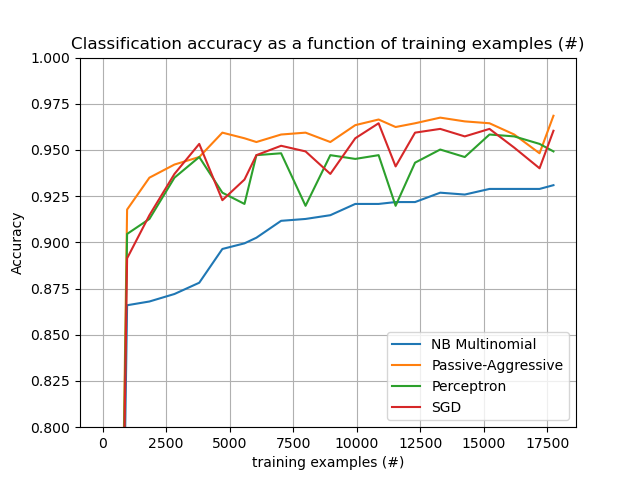 Classification accuracy as a function of training examples (#)
1.000
0.975
0.950
0.925
0.900
0.875
0.850
0.825
0.800
Accuracy
NB Multinomial
Passive-Aggressive
Perceptron
SGD
0 2500 5000 7500 10000 12500 15000 17500
training examples (#)